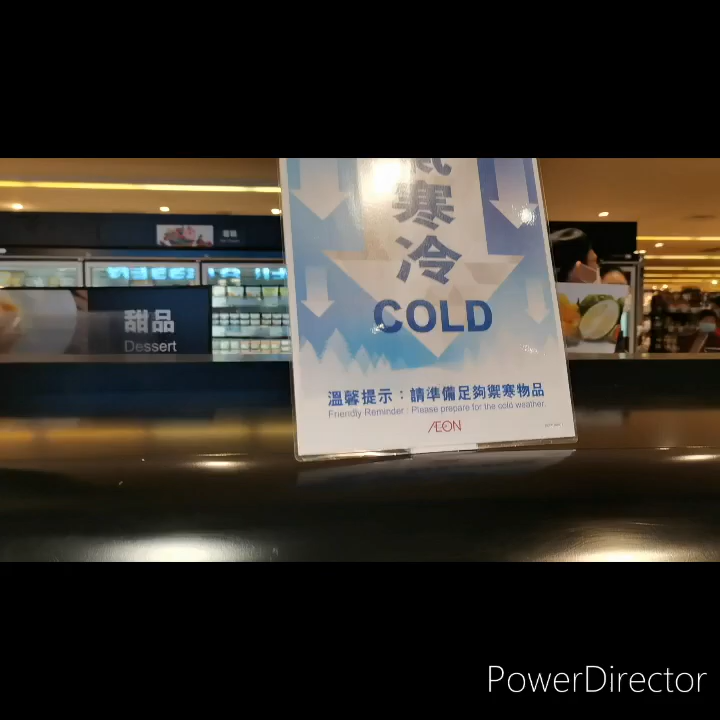 寒
冷
COLD
溫馨提示：請準備足夠禦寒物品
Friendly Reminder : Please prepare for the cold weather.
ÆON
甜品
Dessert
PowerDirector